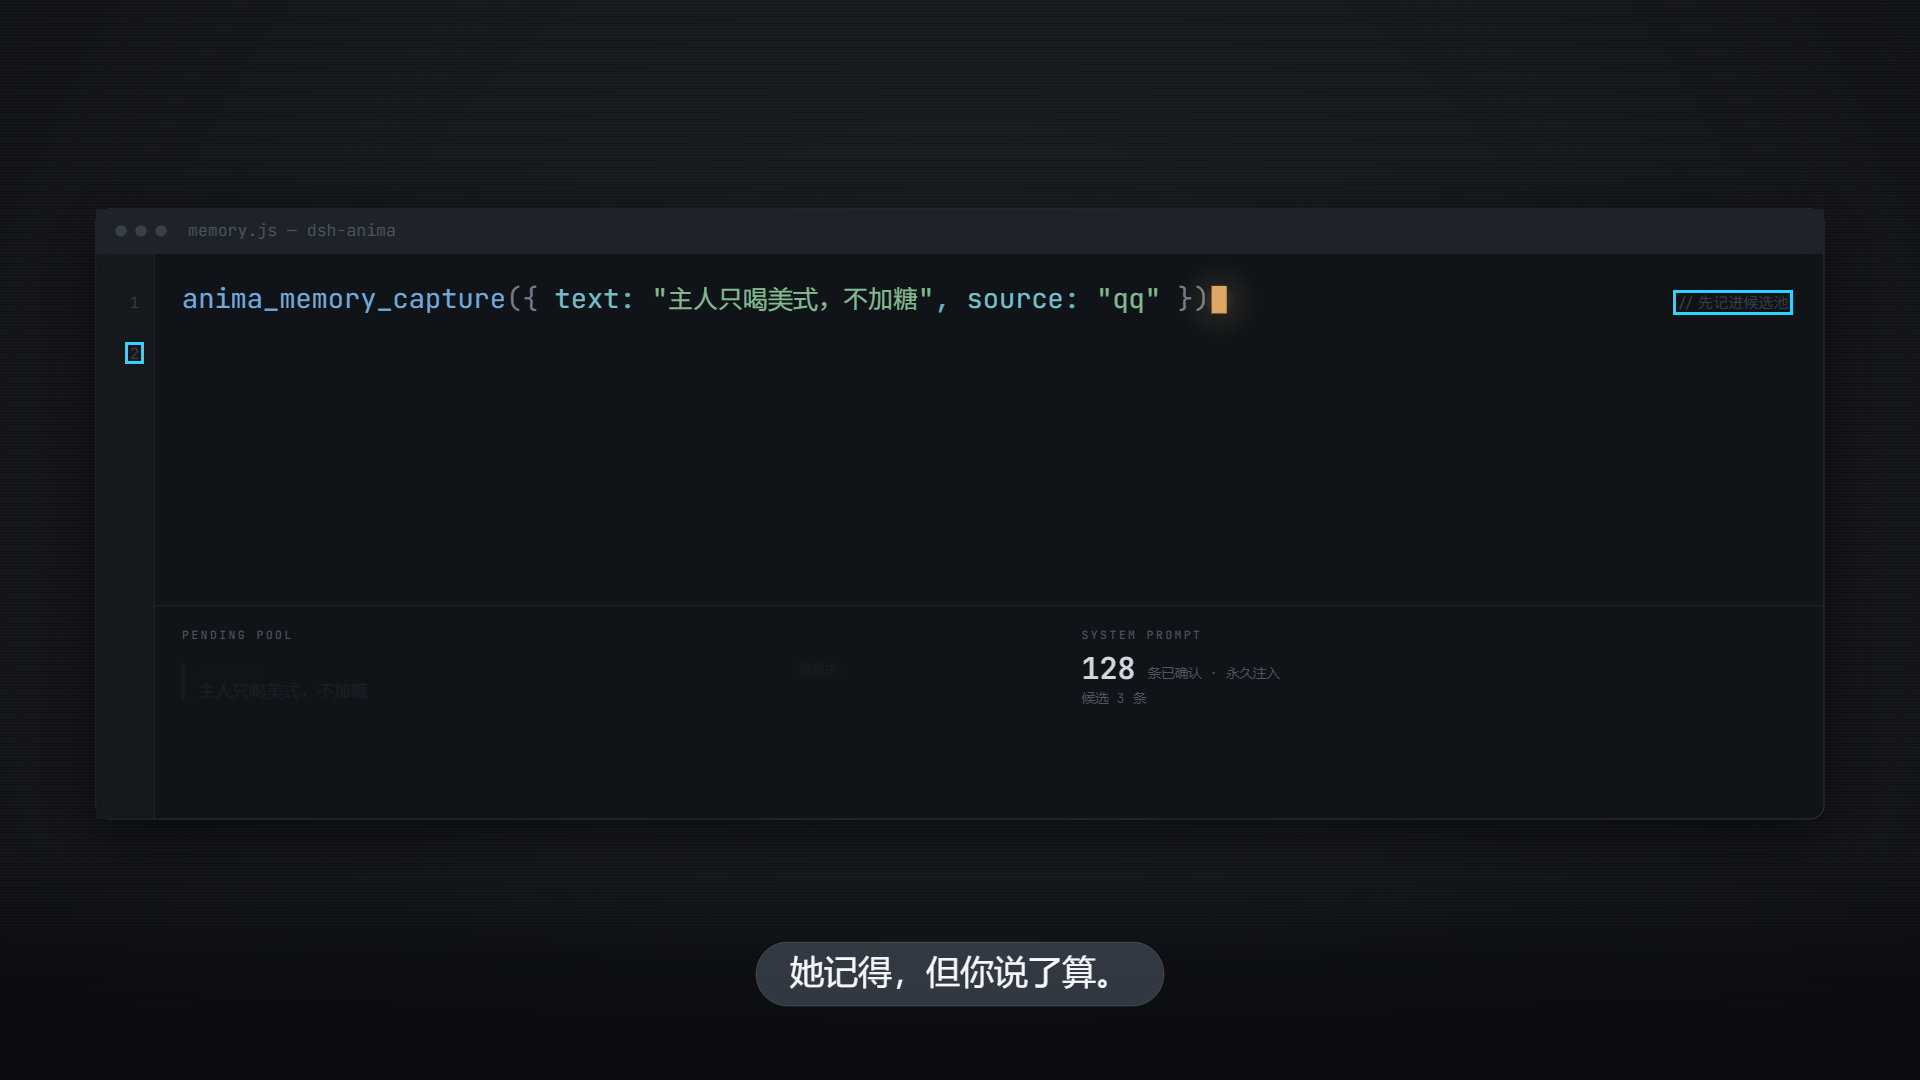 memory.js — dsh-anima
1 anima_memory_capture({ text: "主人只喝美式，不加糖", source: "qq" }) // 先记进候选池
2
PENDING POOL
主人只喝美式，不加糖
SYSTEM PROMPT
128 条已确认 · 永久注入
候选 3 条
她记得，但你说了算。